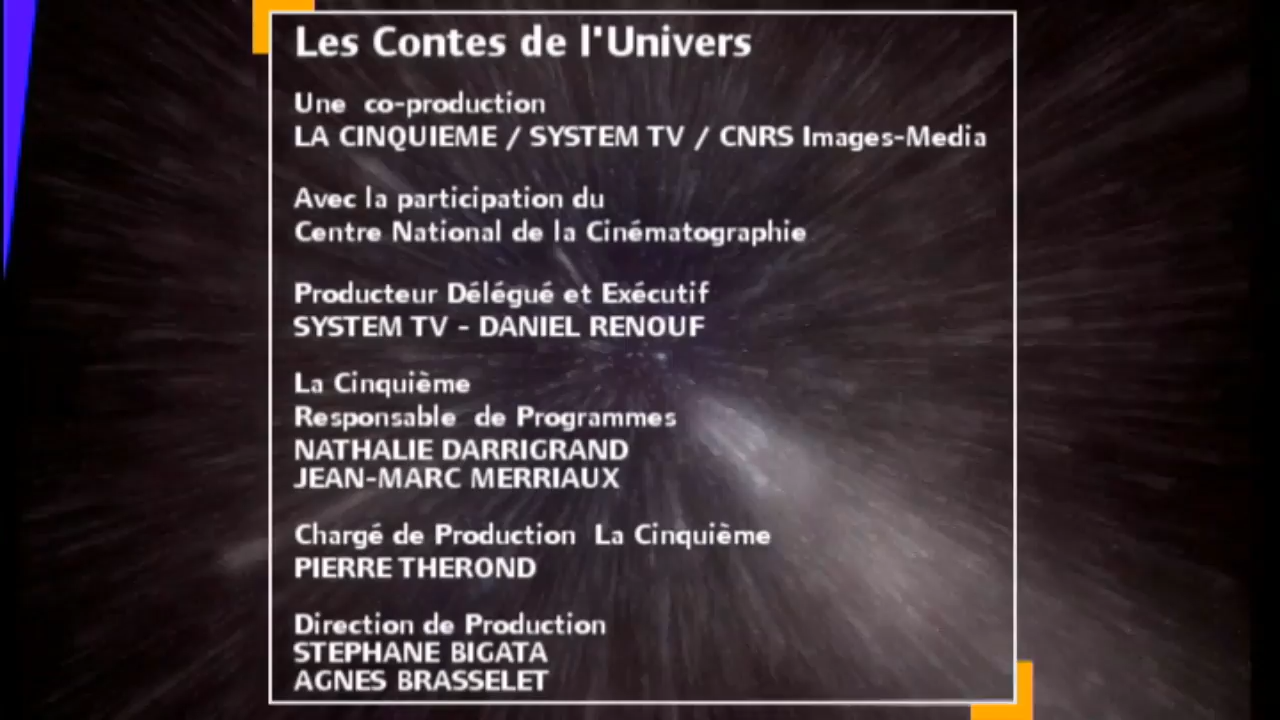 Les Contes de l'Univers
Une co-production
LA CINQUIEME / SYSTEM TV / CNRS Images-Media
Avec la participation du
Centre National de la Cinématographie
Producteur Délégué et Exécutif
SYSTEM TV - DANIEL RENOUF
La Cinquième
Responsable de Programmes
NATHALIE DARRIGRAND
JEAN-MARC MERRIAUX
Chargé de Production La Cinquième
PIERRE THEROND
Direction de Production
STEPHANE BIGATA
AGNES BRASSELET